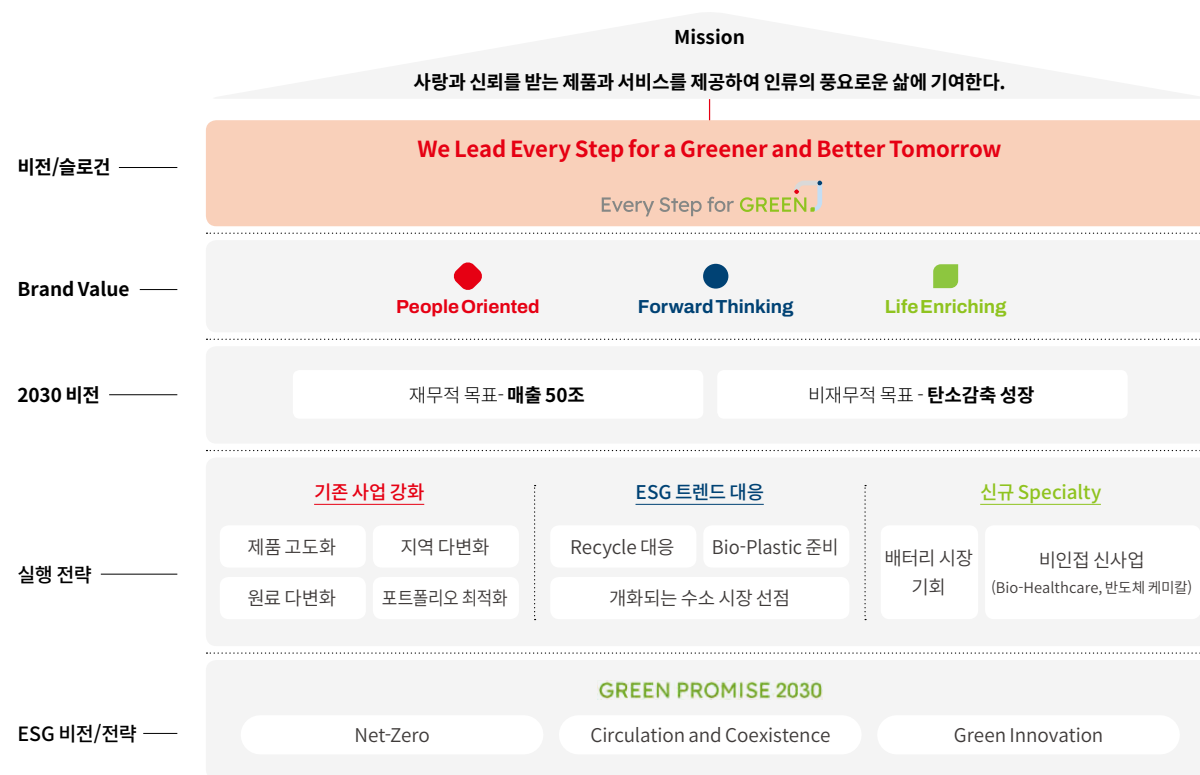 Mission
사랑과 신뢰를 받는 제품과 서비스를 제공하여 인류의 풍요로운 삶에 기여한다.
비전/슬로건
We Lead Every Step for a Greener and Better Tomorrow
Every Step for GREEN.
Brand Value
People Oriented
Forward Thinking
Life Enriching
2030 비전
재무적 목표- 매출 50조
비재무적 목표 - 탄소감축 성장
실행 전략
기존 사업 강화
제품 고도화
지역 다변화
원료 다변화
포트폴리오 최적화
ESG 트렌드 대응
Recycle 대응
Bio-Plastic 준비
개화되는 수소 시장 선점
신규 Specialty
배터리 시장
기회
비인접 신사업
(Bio-Healthcare, 반도체 케미칼)
ESG 비전/전략
GREEN PROMISE 2030
Net-Zero
Circulation and Coexistence
Green Innovation